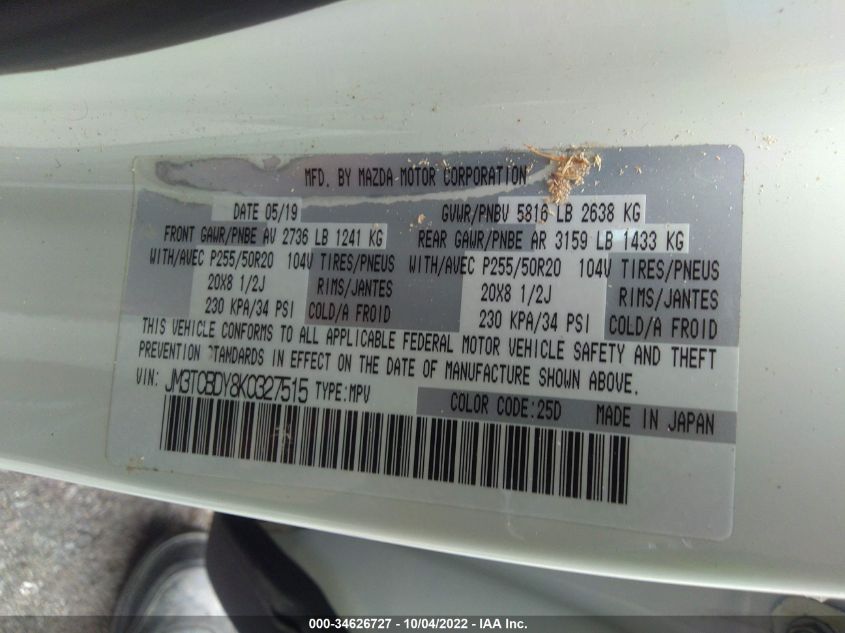 MFD. BY MAZDA MOTOR CORPORATION
DATE 05/19 GVWR/PNBV 5816 LB 2638 KG
FRONT GAWR/PNBE AV 2736 LB 1241 KG REAR GAWR/PNBE AR 3159 LB 1433 KG
WITH/AVEC P255/50R20 104V TIRES/PNEUS WITH/AVEC P255/50R20 104V TIRES/PNEUS
20X8 1/2J RIMS/JANTES 20X8 1/2J RIMS/JANTES
230 KPA/34 PSI COLD/A FROID 230 KPA/34 PSI COLD/A FROID
THIS VEHICLE CONFORMS TO ALL APPLICABLE FEDERAL MOTOR VEHICLE SAFETY AND THEFT
PREVENTION STANDARDS IN EFFECT ON THE DATE OF MANUFACTURE SHOWN ABOVE.
VIN: JM3TCBDY8K0327515 TYPE:MPV
COLOR CODE:25D MADE IN JAPAN
000-34626727 - 10/04/2022 - IAA Inc.